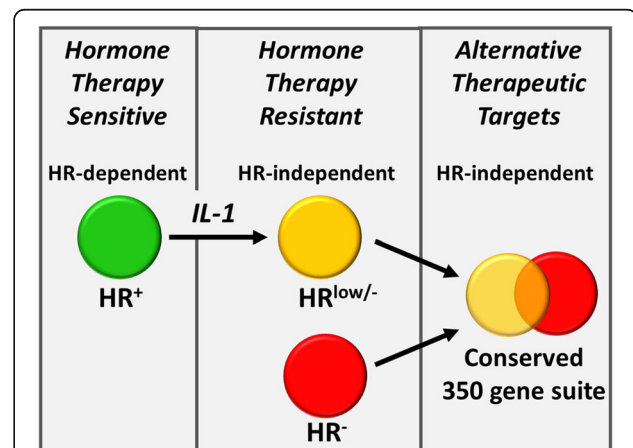 Hormone
Therapy
Sensitive
HR-dependent
HR⁺
IL-1
Hormone
Therapy
Resistant
HR-independent
HRˡᵒʷ/⁻
HR⁻
Alternative
Therapeutic
Targets
HR-independent
Conserved
350 gene suite